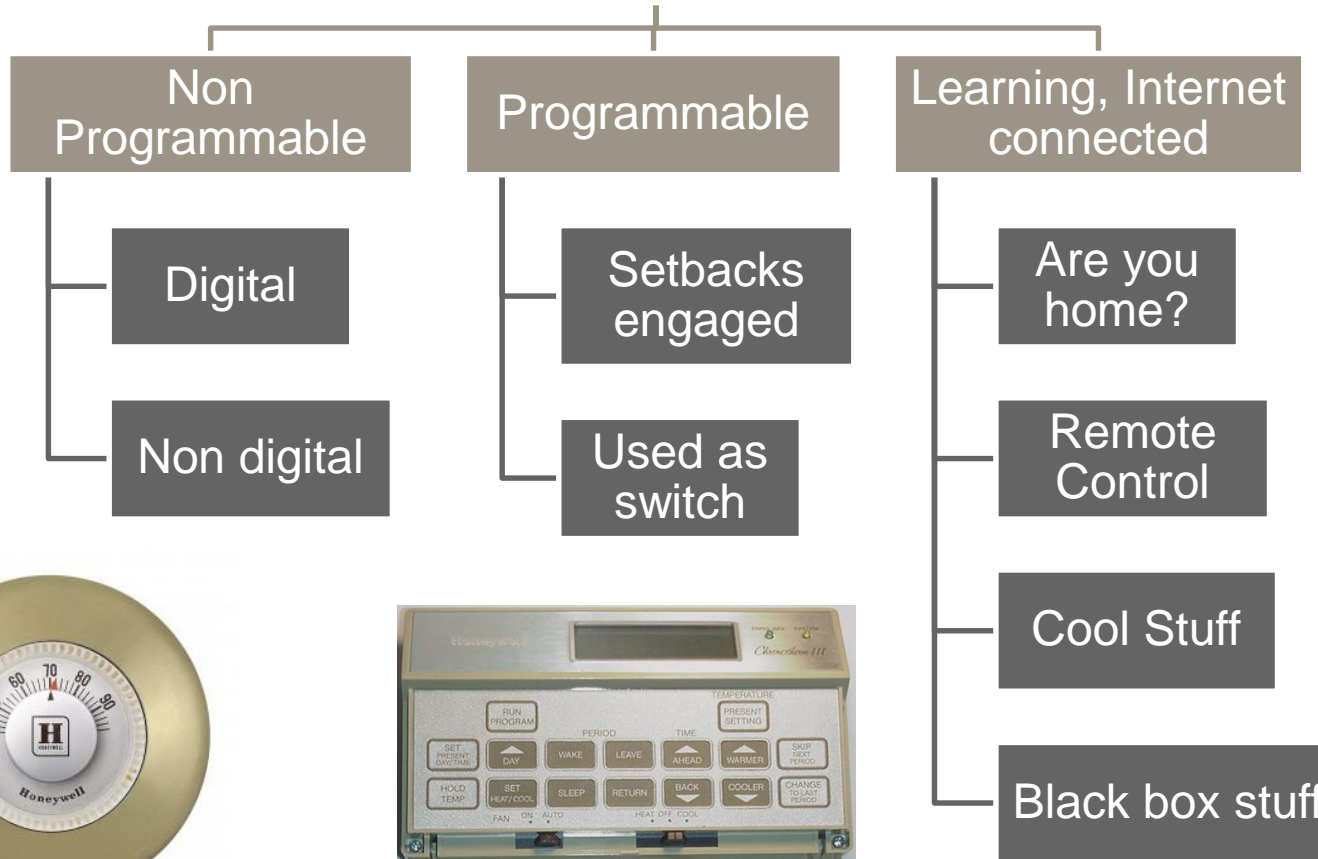 Non
Programmable
Programmable
Learning, Internet
connected
Digital
Non digital
Setbacks
engaged
Used as
switch
Are you
home?
Remote
Control
Cool Stuff
Black box stuff
60 70 80 90
H
HONEYWELL
Honeywell
Honeywell
SYSTEM
Chronotherm III
TEMPERATURE
RUN
PROGRAM
PRESENT
SETTING
PERIOD
TIME
SET
PRESENT
DAY/TIME
DAY
WAKE
LEAVE
AHEAD
WARMER
SKIP
NEXT
PERIOD
HOLD
TEMP
SET
HEAT/COOL
SLEEP
RETURN
BACK
COOLER
CHANGE
TO LAST
PERIOD
FAN ON AUTO
HEAT OFF COOL